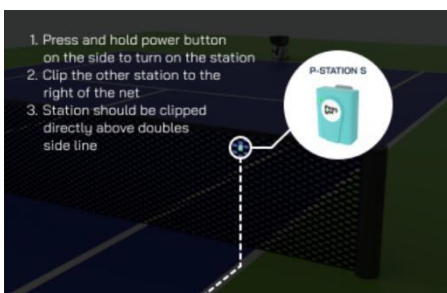 1. Press and hold power button
on the side to turn on the station
2. Clip the other station to the
right of the net
3. Station should be clipped
directly above doubles
side line
P-STATION S